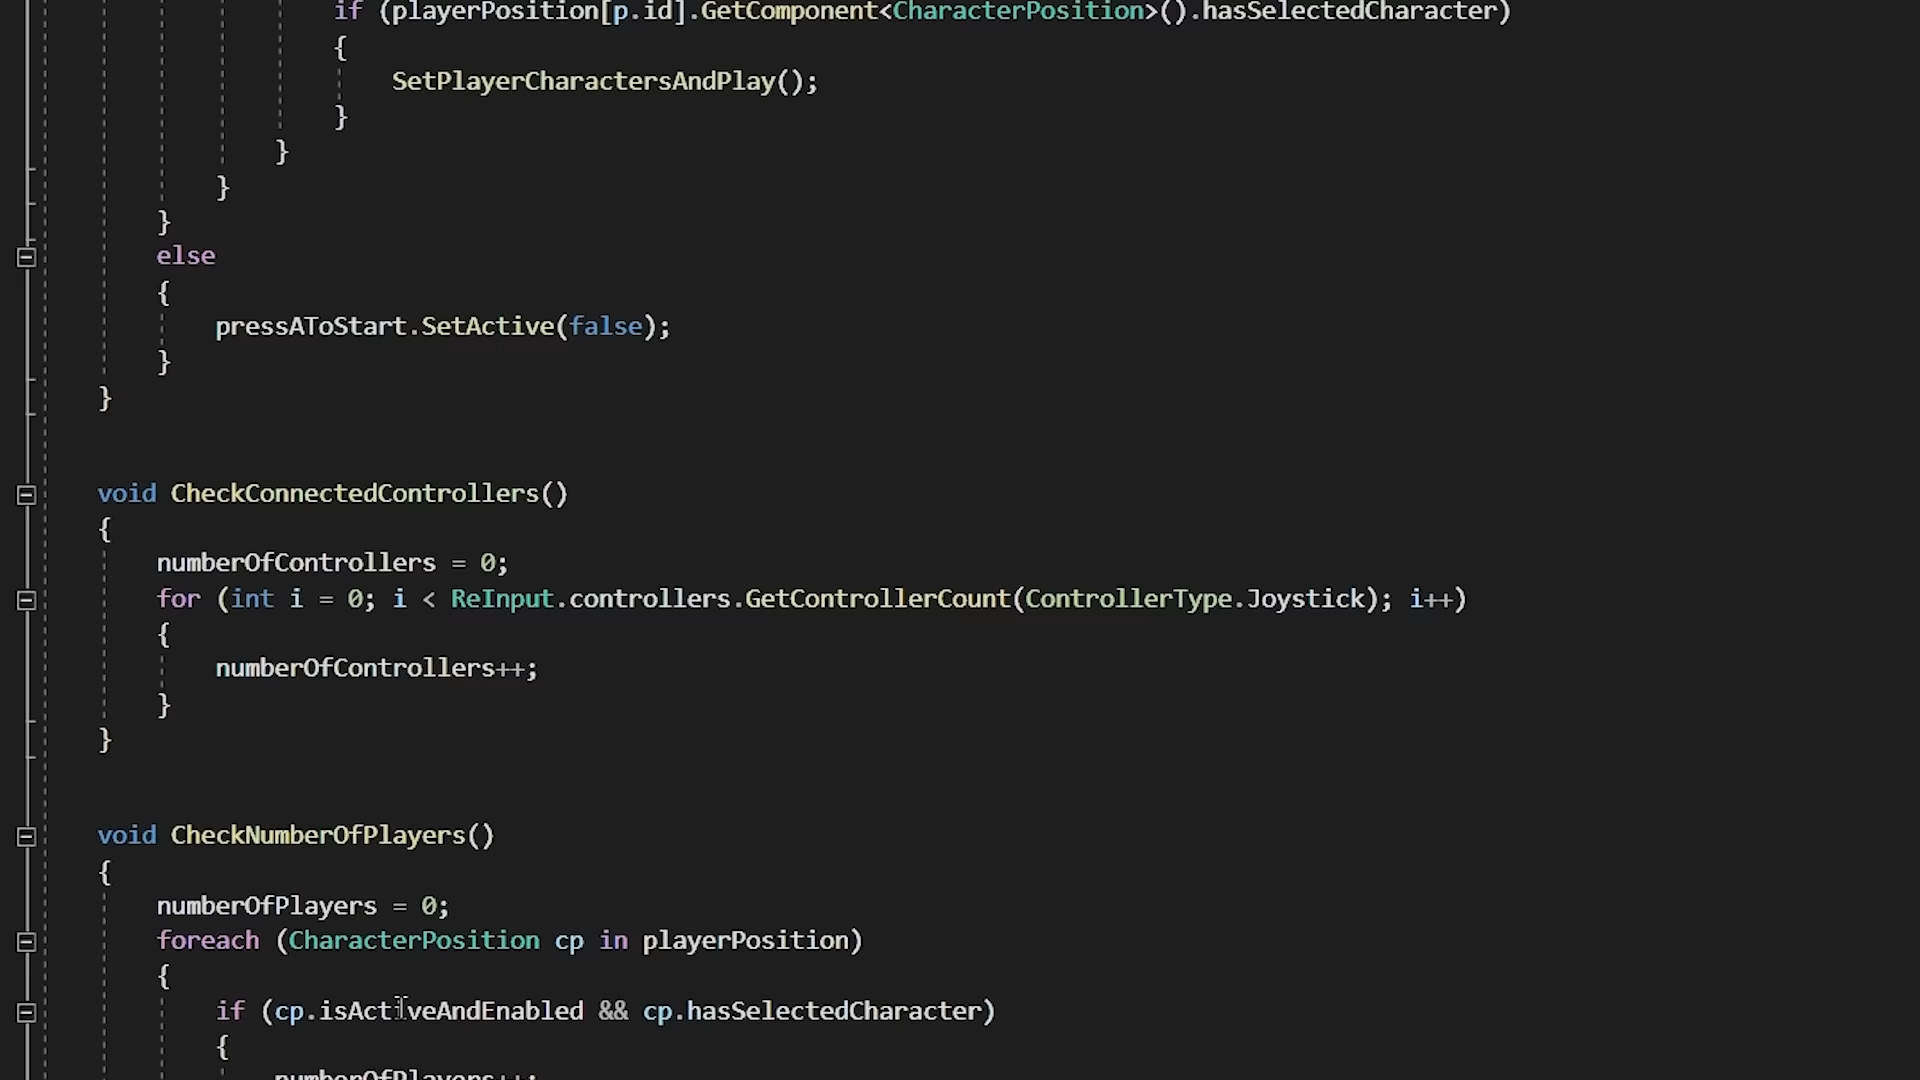 if (playerPosition[p.id].GetComponent<CharacterPosition>().hasSelectedCharacter)
{
SetPlayerCharactersAndPlay();
}
}
}
}
else
{
pressAToStart.SetActive(false);
}
}
void CheckConnectedControllers()
{
numberOfControllers = 0;
for (int i = 0; i < ReInput.controllers.GetControllerCount(ControllerType.Joystick); i++)
{
numberOfControllers++;
}
}
void CheckNumberOfPlayers()
{
numberOfPlayers = 0;
foreach (CharacterPosition cp in playerPosition)
{
if (cp.isActiveAndEnabled && cp.hasSelectedCharacter)
{
numberOfPlayers++;